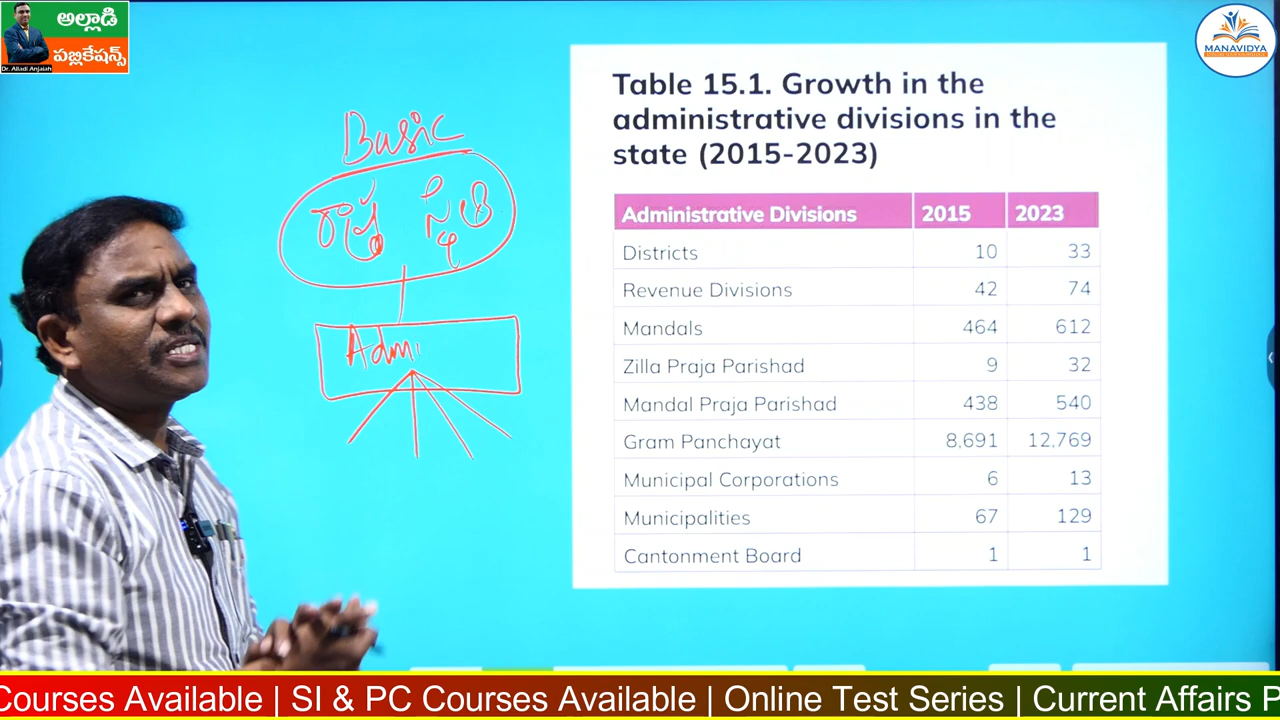 అల్లాడి
పబ్లికేషన్స్
Dr. Alladi Anjaiah
MANAVIDYA
Basic
రాష్ట్ర స్థితి
Admi
Table 15.1. Growth in the
administrative divisions in the
state (2015-2023)
Administrative Divisions 2015 2023
Districts 10 33
Revenue Divisions 42 74
Mandals 464 612
Zilla Praja Parishad 9 32
Mandal Praja Parishad 438 540
Gram Panchayat 8,691 12,769
Municipal Corporations 6 13
Municipalities 67 129
Cantonment Board 1 1
Courses Available | SI & PC Courses Available | Online Test Series | Current Affairs P